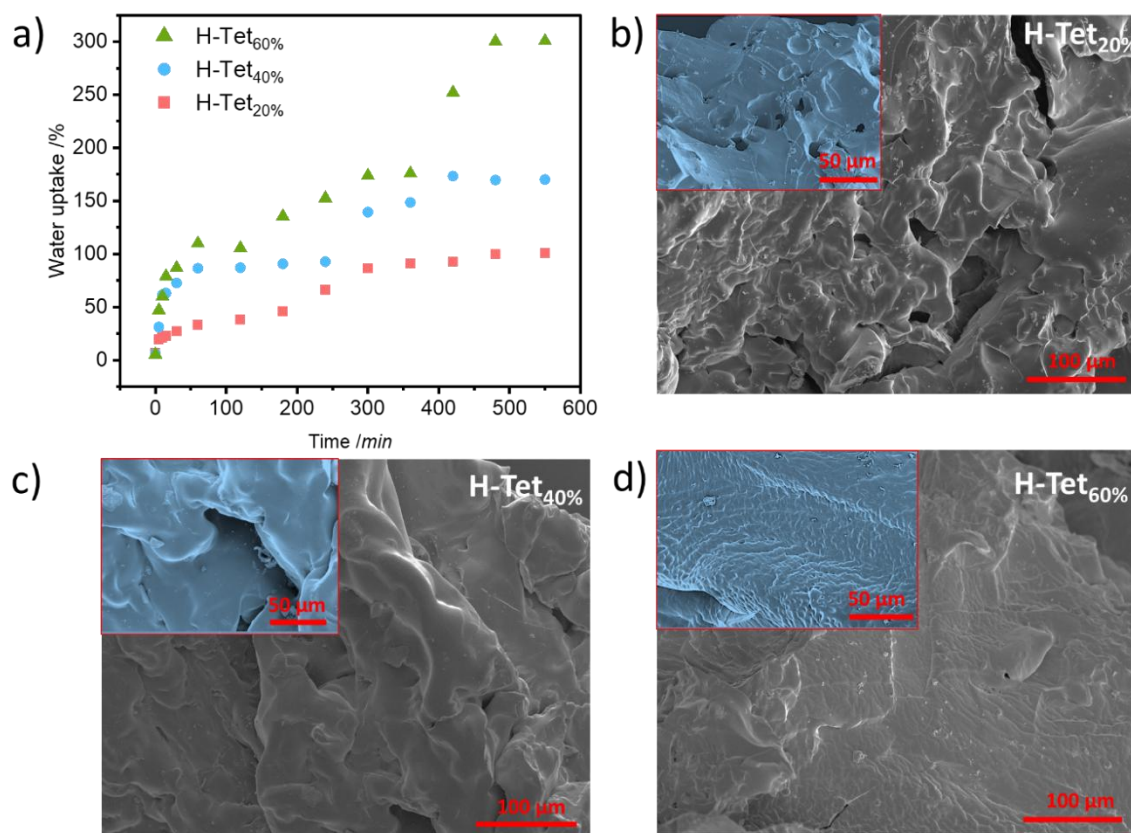 a)
H-Tet60%
H-Tet40%
H-Tet20%
Water uptake /%
300
250
200
150
100
50
0
0 100 200 300 400 500 600
Time /min
b)
H-Tet20%
50 µm
100 µm
c)
H-Tet40%
50 µm
100 µm
d)
H-Tet60%
50 µm
100 µm